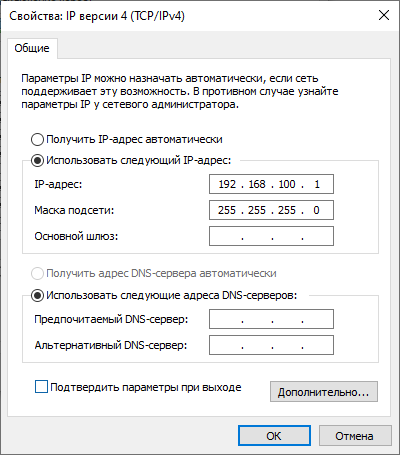 Свойства: IP версии 4 (TCP/IPv4)
Общие
Параметры IP можно назначать автоматически, если сеть
поддерживает эту возможность. В противном случае узнайте
параметры IP у сетевого администратора.
Получить IP-адрес автоматически
Использовать следующий IP-адрес:
IP-адрес: 192 . 168 . 100 . 1
Маска подсети: 255 . 255 . 255 . 0
Основной шлюз: . . .
Получить адрес DNS-сервера автоматически
Использовать следующие адреса DNS-серверов:
Предпочитаемый DNS-сервер: . . .
Альтернативный DNS-сервер: . . .
Подтвердить параметры при выходе
Дополнительно...
ОК Отмена